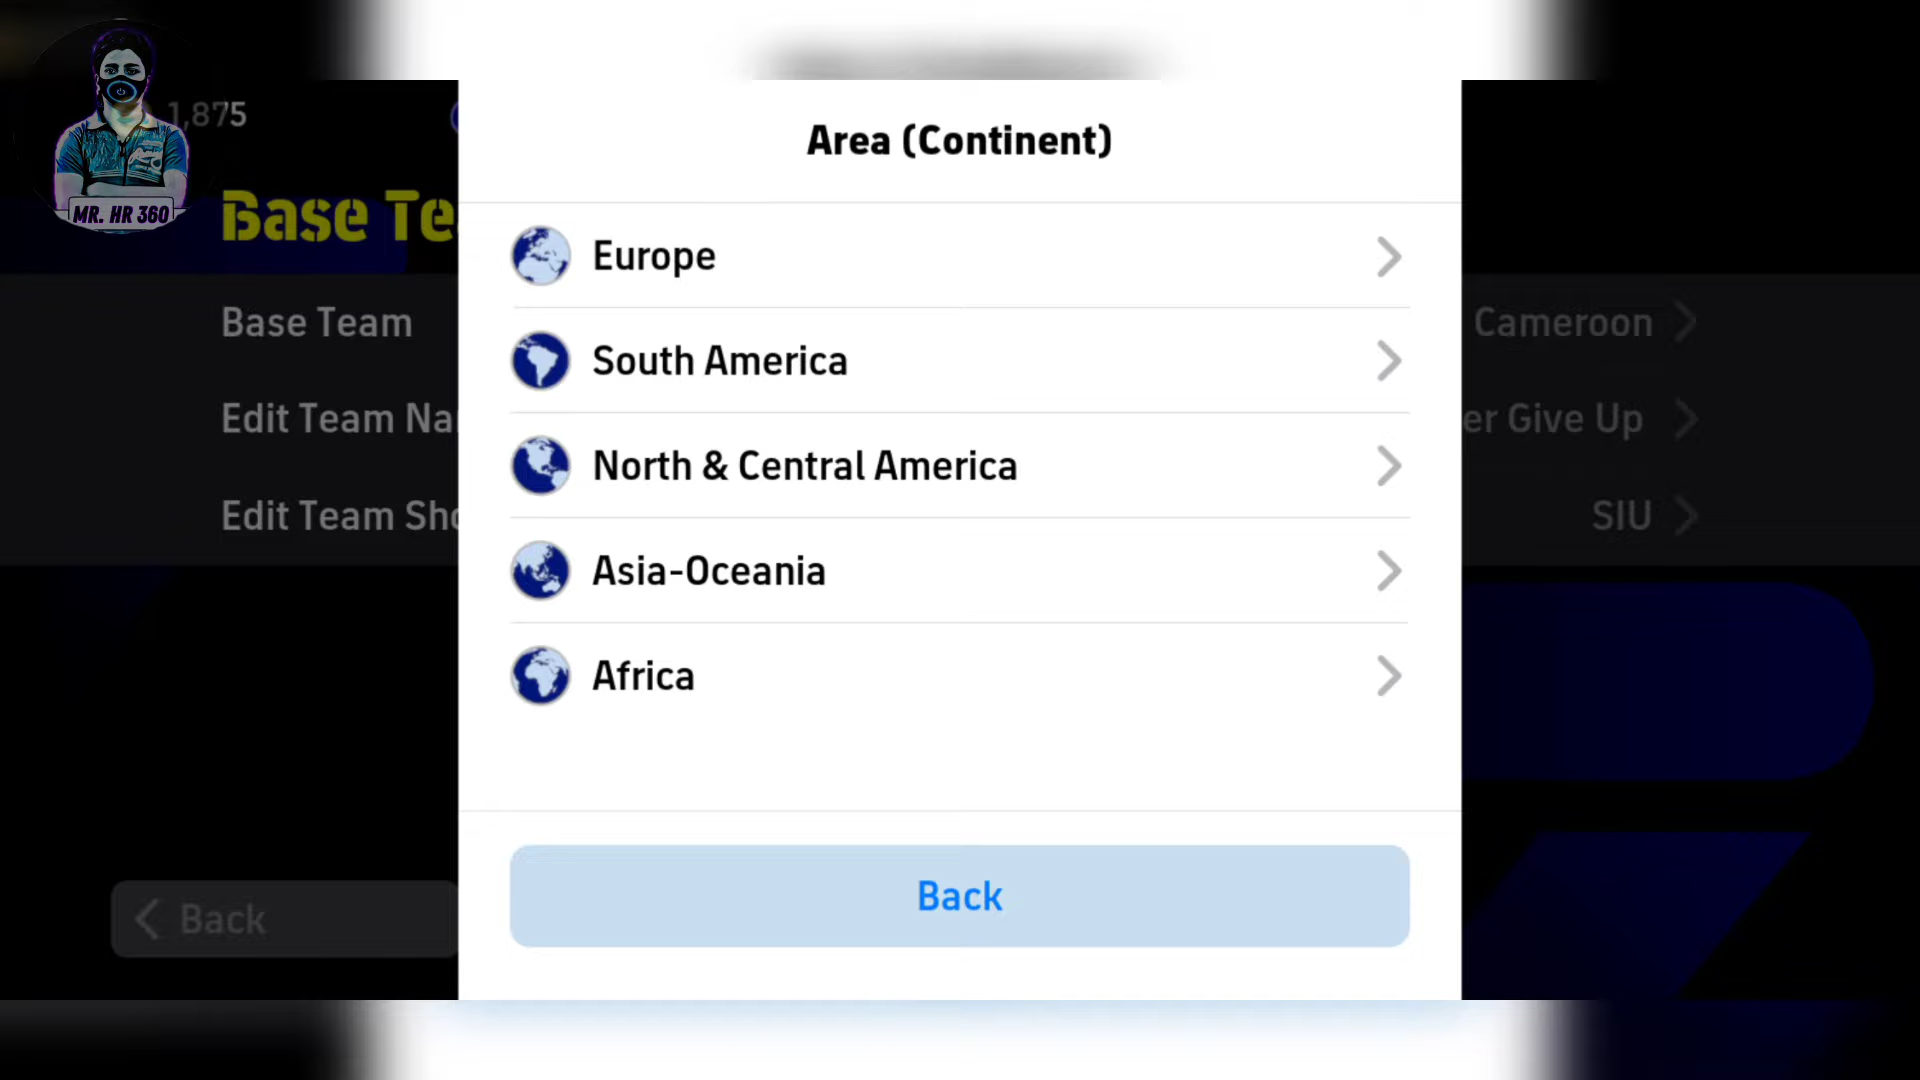 1,875
MR. HR 360
Base Te
Area (Continent)
Europe
South America
North & Central America
Asia-Oceania
Africa
Back
Base Team
Cameroon
Edit Team Na
er Give Up
Edit Team Sho
SIU
Back